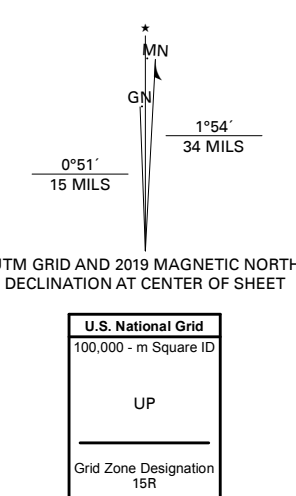 MN
GN
1°54´
34 MILS
0°51´
15 MILS
UTM GRID AND 2019 MAGNETIC NORTH
DECLINATION AT CENTER OF SHEET
U.S. National Grid
100,000 - m Square ID
UP
Grid Zone Designation
15R